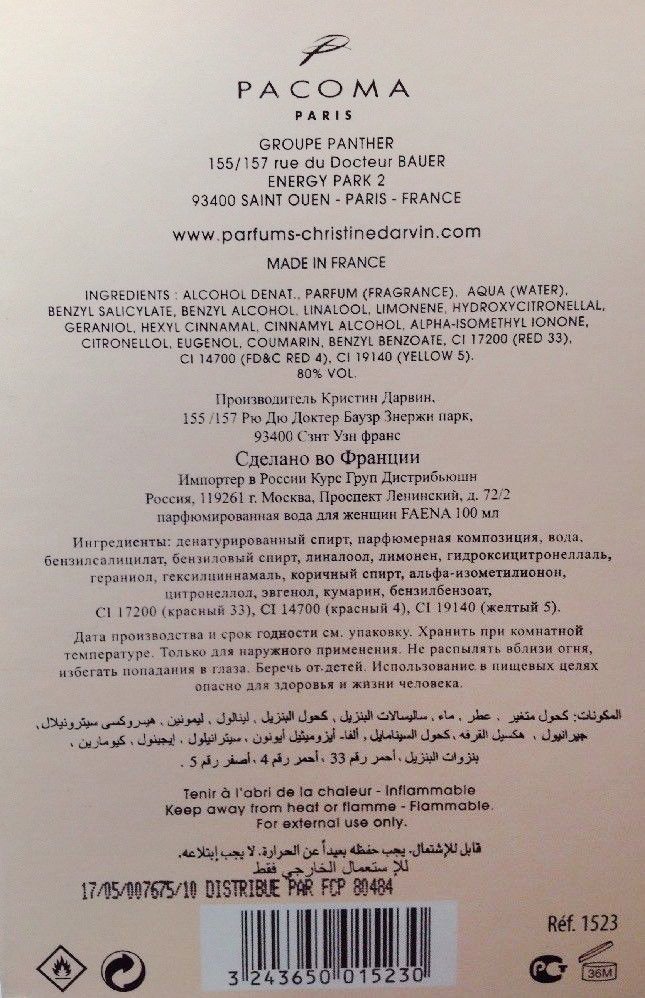 PACOMA
PARIS
GROUPE PANTHER
155/157 rue du Docteur BAUER
ENERGY PARK 2
93400 SAINT OUEN - PARIS - FRANCE
www.parfums-christinedarvin.com
MADE IN FRANCE
INGREDIENTS : ALCOHOL DENAT., PARFUM (FRAGRANCE), AQUA (WATER),
BENZYL SALICYLATE, BENZYL ALCOHOL, LINALOOL, LIMONENE, HYDROXYCITRONELLAL,
GERANIOL, HEXYL CINNAMAL, CINNAMYL ALCOHOL, ALPHA-ISOMETHYL IONONE,
CITRONELLOL, EUGENOL, COUMARIN, BENZYL BENZOATE, CI 17200 (RED 33),
CI 14700 (FD&C RED 4), CI 19140 (YELLOW 5).
80% VOL.
Производитель Кристин Дарвин,
155 /157 Рю Дю Доктер Баузр Знержи парк,
93400 Сзнт Узн франс
Сделано во Франции
Импортер в России Курс Груп Дистрибьюшн
Россия, 119261 г. Москва, Проспект Ленинский, д. 72/2
парфюмированная вода для женщин FAENA 100 мл
Ингредиенты: денатурированный спирт, парфюмерная композиция, вода,
бензилсалицилат, бензиловый спирт, линалоол, лимонен, гидроксицитронеллаль,
гераниол, гексилциннамаль, коричный спирт, альфа-изометилионон,
цитронеллол, эвгенол, кумарин, бензилбензоат,
CI 17200 (красный 33), CI 14700 (красный 4), CI 19140 (желтый 5).
Дата производства и срок годности см. упаковку. Хранить при комнатной
температуре. Только для наружного применения. Не распылять вблизи огня,
избегать попадания в глаза. Беречь от детей. Использование в пищевых целях
опасно для здоровья и жизни человека.
المكونات: كحول متغير , عطر , ماء , ساليسالات البنزيل , كحول البنزيل , لينالول , ليمونين , هيدروكسى سيترونيلال,
جيرانيول , هكسيل القرفه , كحول السينامايل , ألفا- أيزوميثيل أيونون , سيترانيلول , إيجينول , كيومارين ,
بنزوات البنزيل , أحمر رقم 33 , أحمر رقم 4 , أصفر رقم 5 .
Tenir à l'abri de la chaleur - Inflammable
Keep away from heat or flamme - Flammable.
For external use only.
قابل للإشتعال. يجب حفظه بعيداً عن الحرارة. لا يجب إبتلاعه.
للإستعمال الخارجي فقط
17/05/007675/10 DISTRIBUE PAR FCP 80484
Réf. 1523
3 243650 015230
36M